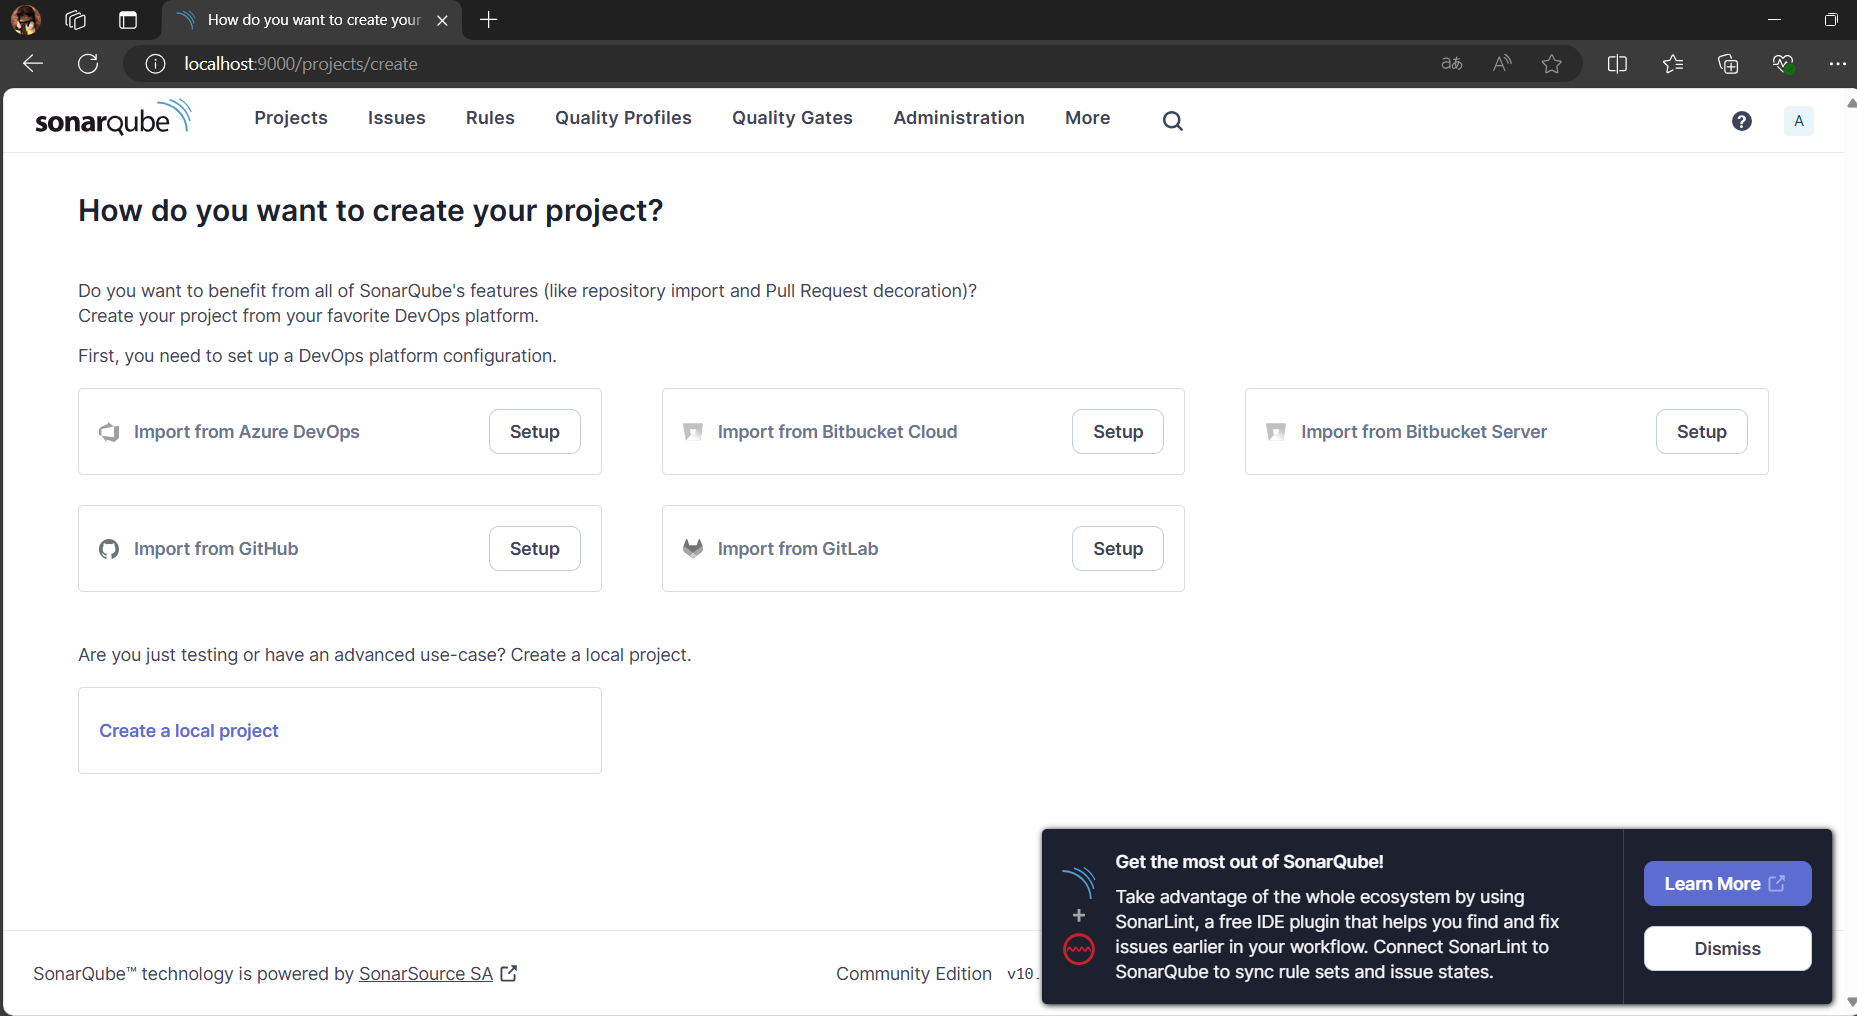 How do you want to create your
localhost:9000/projects/create
sonarqube
Projects Issues Rules Quality Profiles Quality Gates Administration More
A
How do you want to create your project?
Do you want to benefit from all of SonarQube's features (like repository import and Pull Request decoration)?
Create your project from your favorite DevOps platform.
First, you need to set up a DevOps platform configuration.
Import from Azure DevOps Setup
Import from Bitbucket Cloud Setup
Import from Bitbucket Server Setup
Import from GitHub Setup
Import from GitLab Setup
Are you just testing or have an advanced use-case? Create a local project.
Create a local project
Get the most out of SonarQube!
Take advantage of the whole ecosystem by using
SonarLint, a free IDE plugin that helps you find and fix
issues earlier in your workflow. Connect SonarLint to
SonarQube to sync rule sets and issue states.
Learn More
Dismiss
SonarQube™ technology is powered by SonarSource SA
Community Edition v10.